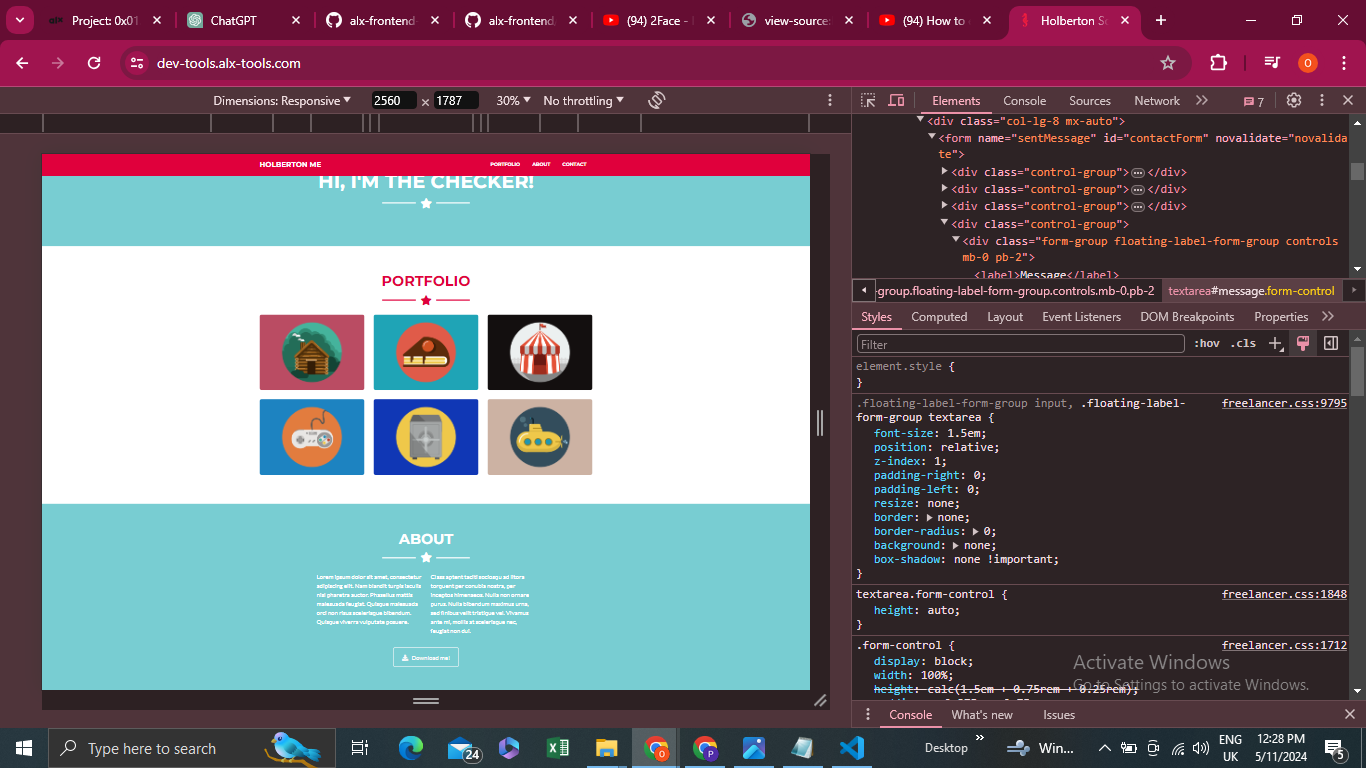 Project: 0x01
ChatGPT
alx-frontend
alx-frontend
(94) 2Face -
view-source:
(94) How to
Holberton Sc
dev-tools.alx-tools.com
O
Dimensions: Responsive 2560 × 1787 30% No throttling
Elements Console Sources Network 7
<div class="col-lg-8 mx-auto">
<form name="sentMessage" id="contactForm" novalidate="novalida
te">
<div class="control-group"> </div>
<div class="control-group"> </div>
<div class="control-group"> </div>
<div class="control-group">
<div class="form-group floating-label-form-group controls
mb-0 pb-2">
<label>Message</label>
-group.floating-label-form-group.controls.mb-0.pb-2 textarea#message.form-control
Styles Computed Layout Event Listeners DOM Breakpoints Properties
Filter :hov .cls
element.style {
}
.floating-label-form-group input, .floating-label- freelancer.css:9795
form-group textarea {
font-size: 1.5em;
position: relative;
z-index: 1;
padding-right: 0;
padding-left: 0;
resize: none;
border: none;
border-radius: 0;
background: none;
box-shadow: none !important;
}
textarea.form-control { freelancer.css:1848
height: auto;
}
.form-control { freelancer.css:1712
display: block;
width: 100%;
height: calc(1.5em + 0.75rem + 0.25rem);
Activate Windows
Go to Settings to activate Windows.
Console What's new Issues
HOLBERTON ME PORTFOLIO ABOUT CONTACT
HI, I'M THE CHECKER!
PORTFOLIO
ABOUT
Lorem ipsum dolor sit amet, consectetur
adipiscing elit. Nam blandit turpis iaculis
nisl pharetra auctor. Phasellus mattis
malesuada feugiat. Quisque malesuada
orci non risus scelerisque bibendum.
Quisque viverra vulputate posuere.
Class aptent taciti sociosqu ad litora
torquent per conubia nostra, per
inceptos himenaeos. Nulla non ornare
purus. Nulla bibendum maximus urna,
sed finibus velit tristique vel. Vivamus
ante mi, mollis et scelerisque nec,
feugiat non dui.
Download me!
Type here to search
24
Desktop
Win...
ENG
UK
12:28 PM
5/11/2024
5